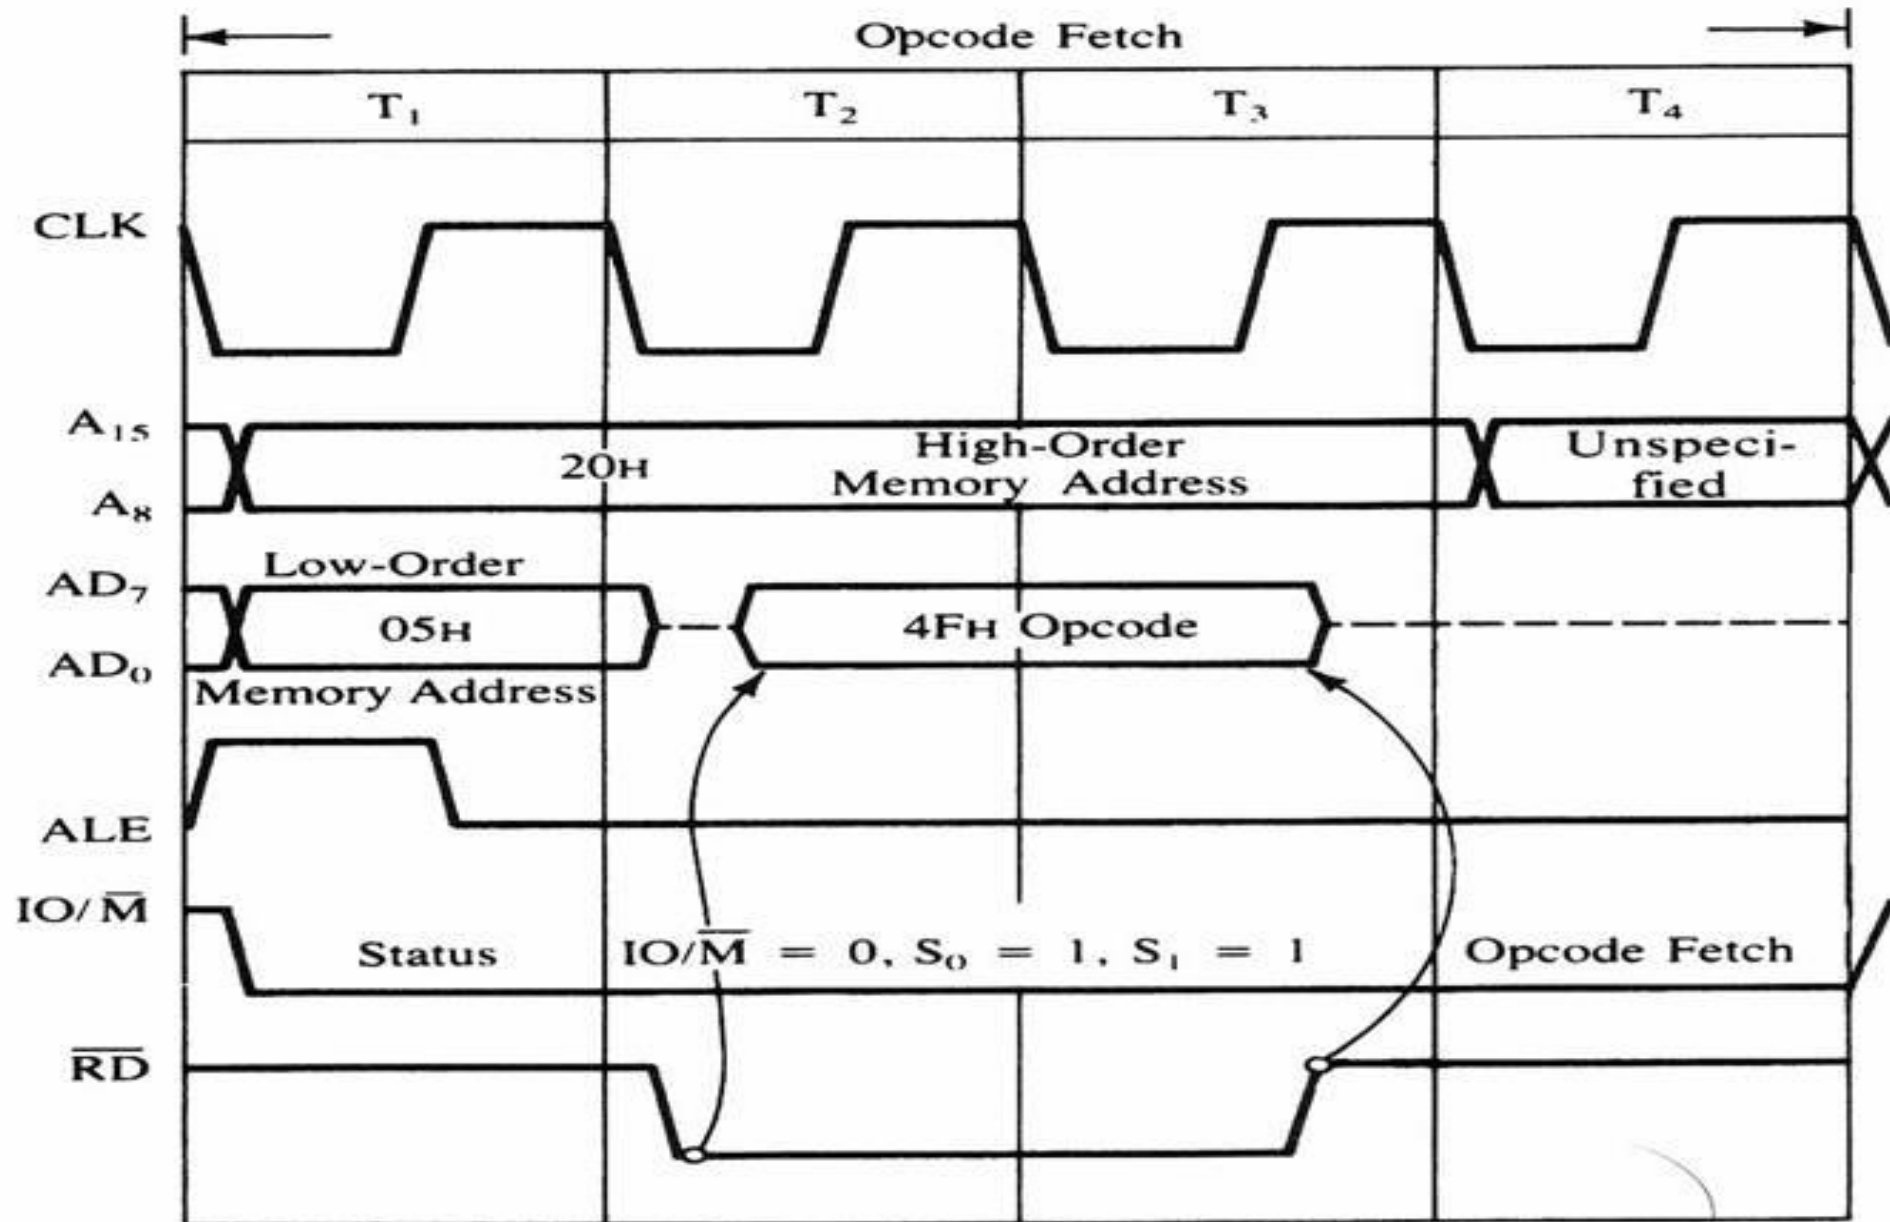 Opcode Fetch
T₁ T₂ T₃ T₄
CLK
A₁₅
20H
High-Order
Memory Address
Unspeci-
fied
A₈
Low-Order
AD₇
05H
4FH Opcode
AD₀
Memory Address
ALE
IO/M̅
Status IO/M̅ = 0, S₀ = 1, S₁ = 1 Opcode Fetch
R̅D̅